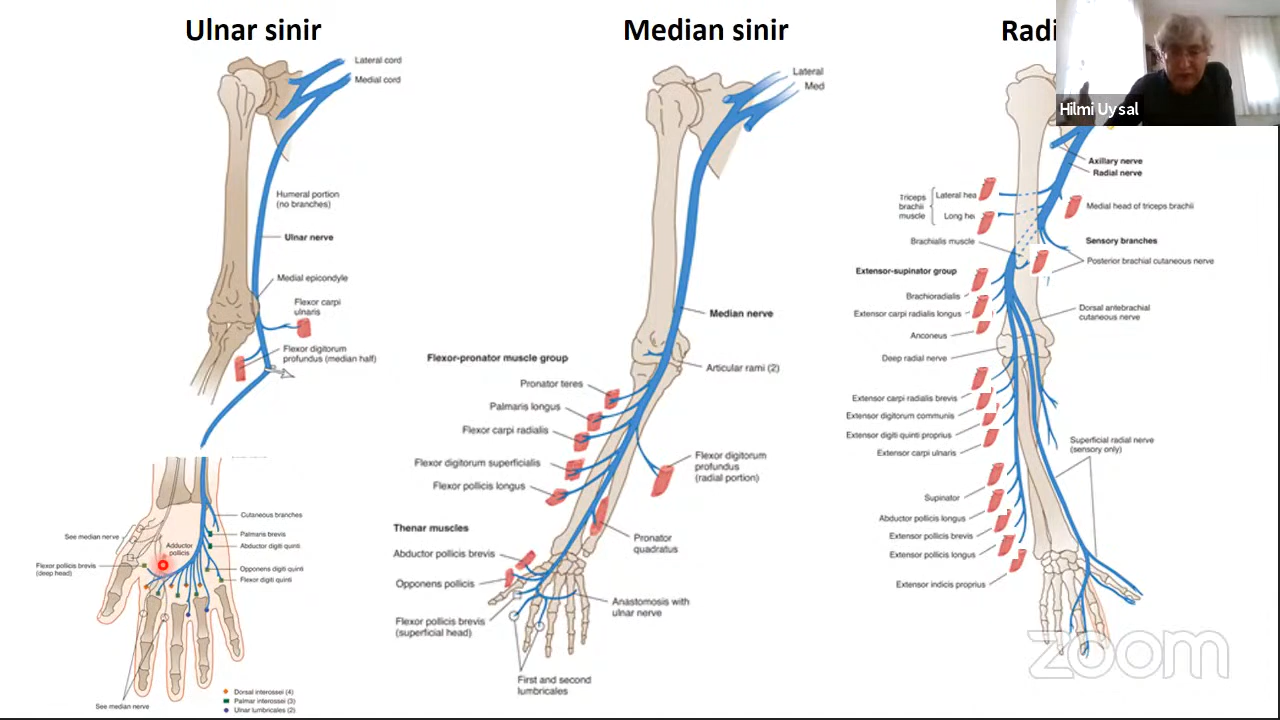 Ulnar sinir
Lateral cord
Medial cord
Humeral portion
(no branches)
Ulnar nerve
Medial epicondyle
Flexor carpi
ulnaris
Flexor digitorum
profundus (median half)
Cutaneous branches
Palmaris brevis
Abductor digiti quinti
Opponens digiti quinti
Flexor digiti quinti
See median nerve
Adductor
pollicis
Flexor pollicis brevis
(deep head)
See median nerve
Dorsal interossei (4)
Palmar interossei (3)
Ulnar lumbricales (2)
Median sinir
Lateral
Med
Median nerve
Articular rami (2)
Flexor-pronator muscle group
Pronator teres
Palmaris longus
Flexor carpi radialis
Flexor digitorum superficialis
Flexor pollicis longus
Flexor digitorum
profundus
(radial portion)
Thenar muscles
Pronator
quadratus
Abductor pollicis brevis
Opponens pollicis
Flexor pollicis brevis
(superficial head)
Anastomosis with
ulnar nerve
First and second
lumbricales
Radi
Hilmi Uysal
Axillary nerve
Radial nerve
Triceps
brachii
muscle
Lateral hea
Long he
Medial head of triceps brachii
Brachialis muscle
Sensory branches
Posterior brachial cutaneous nerve
Extensor-supinator group
Brachioradialis
Extensor carpi radialis longus
Anconeus
Deep radial nerve
Dorsal antebrachial
cutaneous nerve
Extensor carpi radialis brevis
Extensor digitorum communis
Extensor digiti quinti proprius
Extensor carpi ulnaris
Superficial radial nerve
(sensory only)
Supinator
Abductor pollicis longus
Extensor pollicis brevis
Extensor pollicis longus
Extensor indicis proprius
zoom